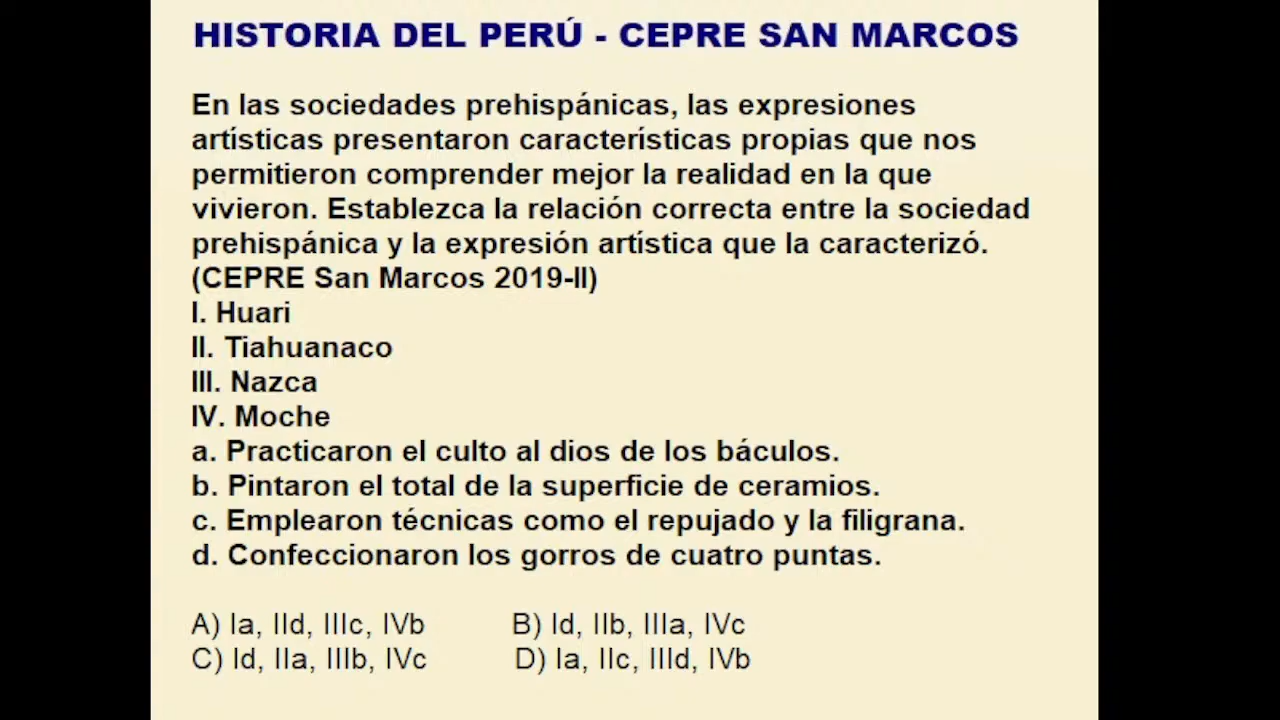 HISTORIA DEL PERÚ - CEPRE SAN MARCOS
En las sociedades prehispánicas, las expresiones
artísticas presentaron características propias que nos
permitieron comprender mejor la realidad en la que
vivieron. Establezca la relación correcta entre la sociedad
prehispánica y la expresión artística que la caracterizó.
(CEPRE San Marcos 2019-II)
I. Huari
II. Tiahuanaco
III. Nazca
IV. Moche
a. Practicaron el culto al dios de los báculos.
b. Pintaron el total de la superficie de ceramios.
c. Emplearon técnicas como el repujado y la filigrana.
d. Confeccionaron los gorros de cuatro puntas.
A) Ia, IId, IIIc, IVb B) Id, IIb, IIIa, IVc
C) Id, IIa, IIIb, IVc D) Ia, IIc, IIId, IVb